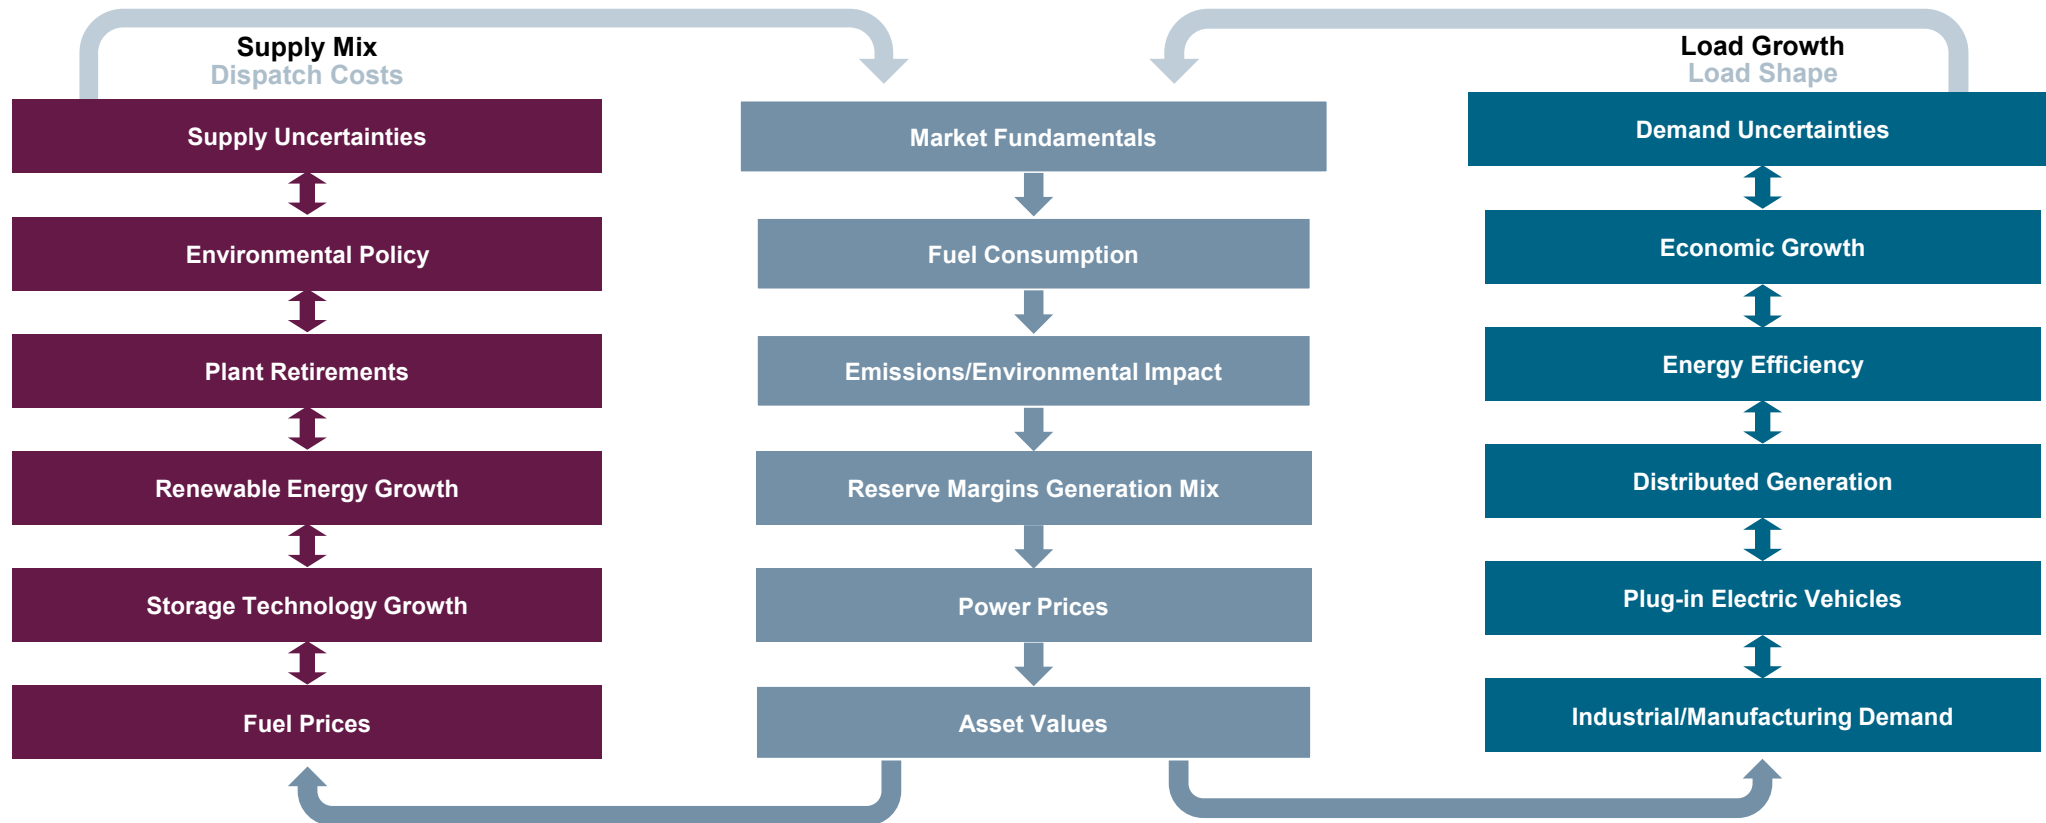 Supply Mix
Dispatch Costs
Supply Uncertainties
Environmental Policy
Plant Retirements
Renewable Energy Growth
Storage Technology Growth
Fuel Prices
Market Fundamentals
Fuel Consumption
Emissions/Environmental Impact
Reserve Margins Generation Mix
Power Prices
Asset Values
Load Growth
Load Shape
Demand Uncertainties
Economic Growth
Energy Efficiency
Distributed Generation
Plug-in Electric Vehicles
Industrial/Manufacturing Demand